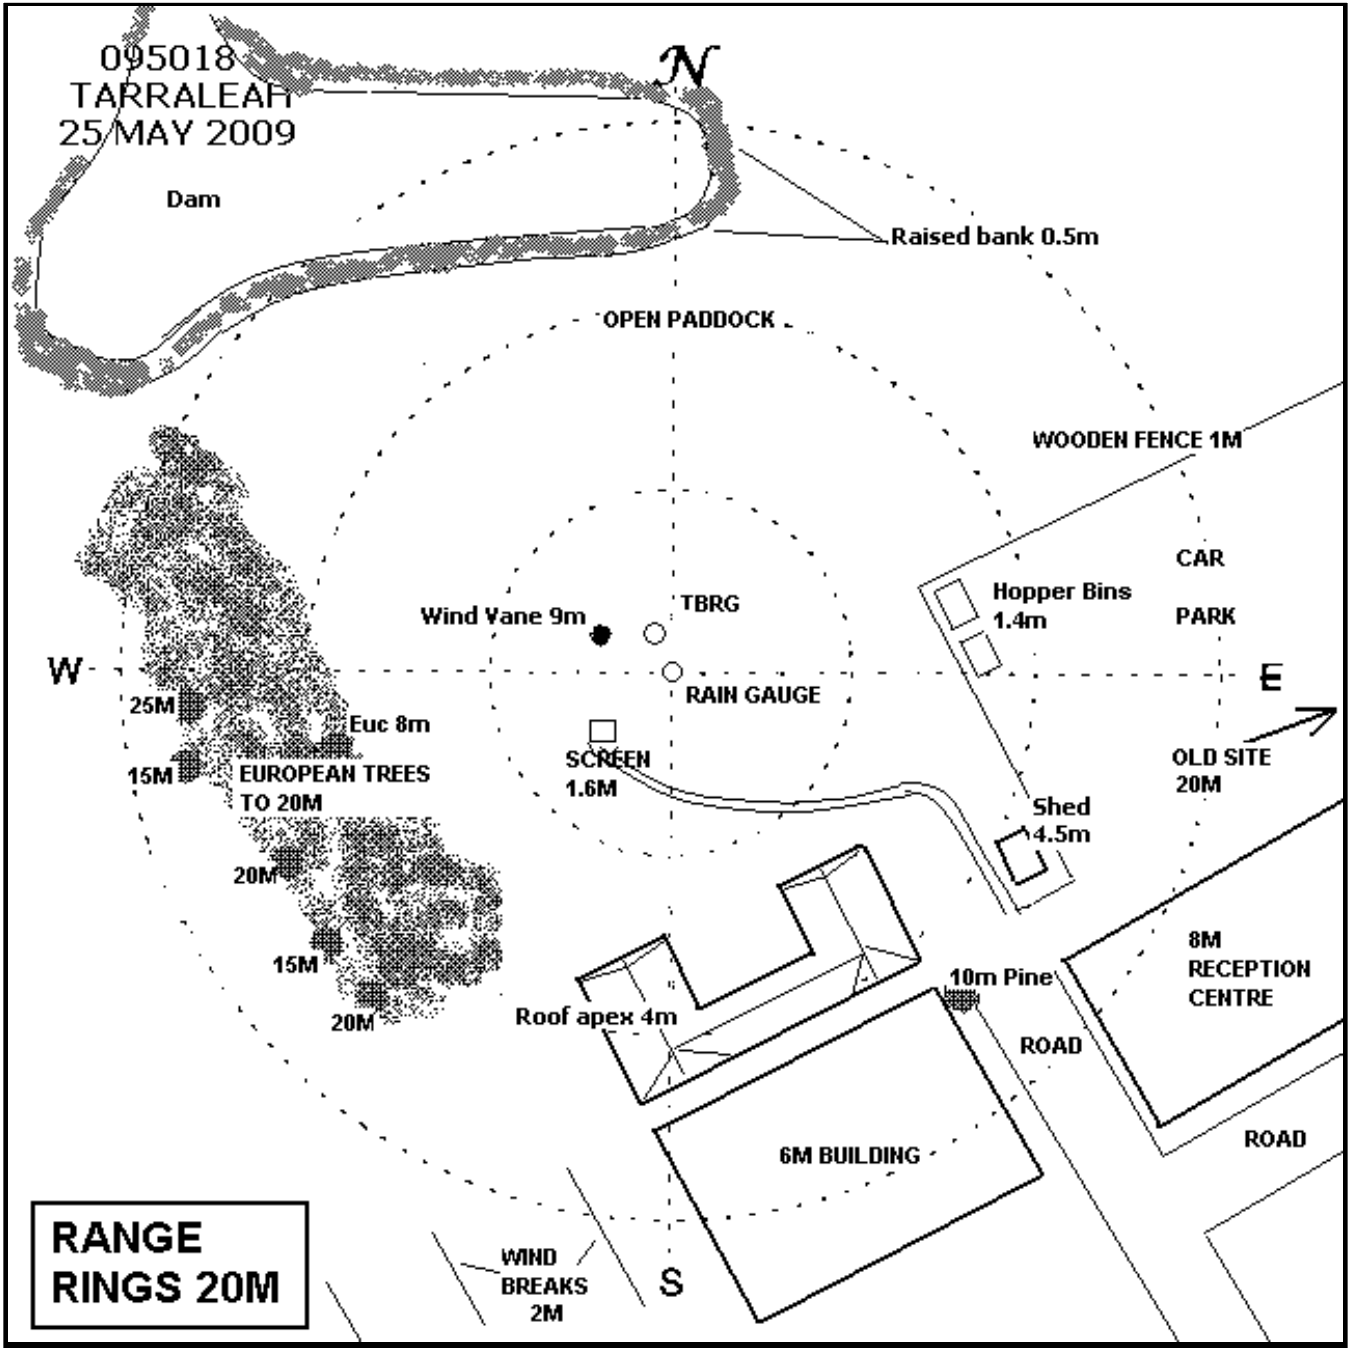 095018
TARRALEAH
25 MAY 2009
N
Dam
Raised bank 0.5m
OPEN PADDOCK
WOODEN FENCE 1M
CAR
PARK
Hopper Bins
1.4m
TBRG
Wind Vane 9m
W
E
RAIN GAUGE
25M
Euc 8m
15M
EUROPEAN TREES
TO 20M
SCREEN
1.6M
OLD SITE
20M
Shed
4.5m
20M
15M
20M
8M
RECEPTION
CENTRE
10m Pine
Roof apex 4m
ROAD
ROAD
6M BUILDING
WIND
BREAKS
2M
S
RANGE
RINGS 20M